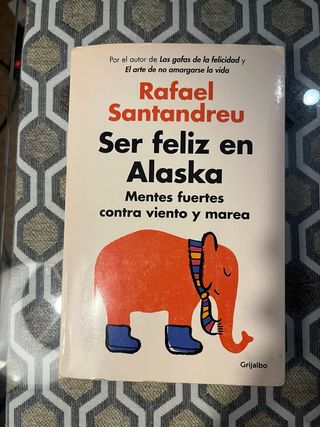 Por el autor de Las gafas de la felicidad y
El arte de no amargarse la vida
Rafael
Santandreu
Ser feliz en
Alaska
Mentes fuertes
contra viento y marea
Grijalbo